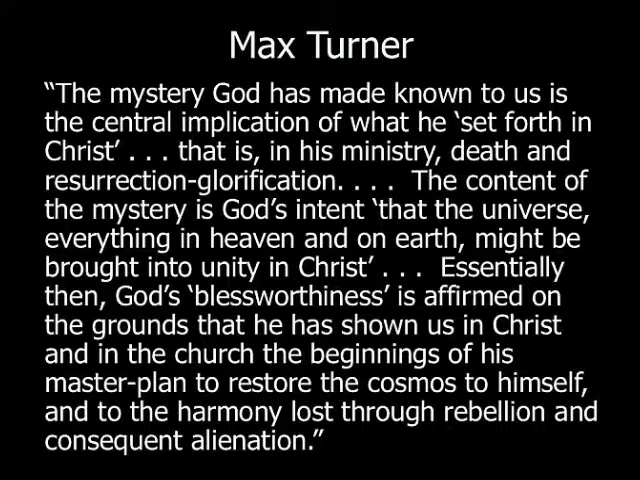 Max Turner
“The mystery God has made known to us is
the central implication of what he ‘set forth in
Christ’ . . . that is, in his ministry, death and
resurrection-glorification. . . .  The content of
the mystery is God’s intent ‘that the universe,
everything in heaven and on earth, might be
brought into unity in Christ’ . . .  Essentially
then, God’s ‘blessworthiness’ is affirmed on
the grounds that he has shown us in Christ
and in the church the beginnings of his
master-plan to restore the cosmos to himself,
and to the harmony lost through rebellion and
consequent alienation.”